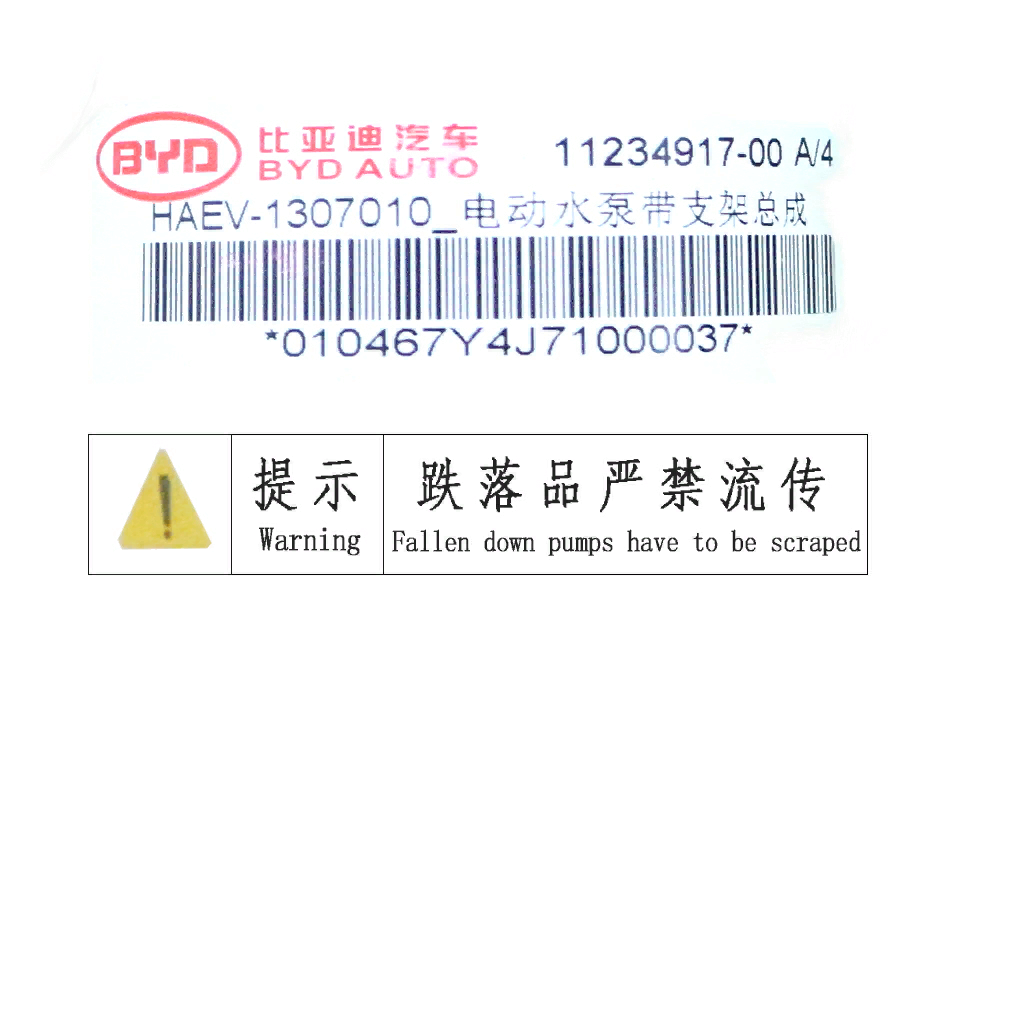 BYD
比亚迪汽车
BYD AUTO
11234917-00 A/4
HAEV-1307010_电动水泵带支架总成
*010467Y4J71000037*
提示
Warning
跌落品严禁流传
Fallen down pumps have to be scraped